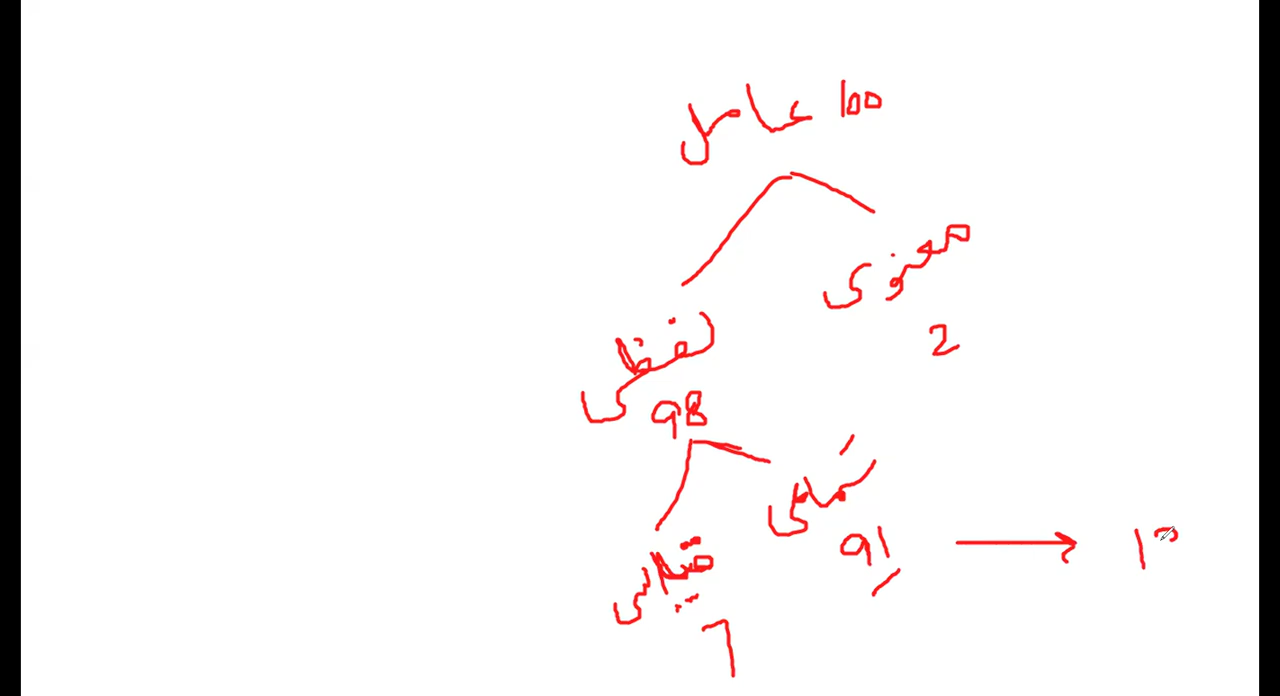 100 عامل
معنوی
2
لفظی
98
سماعی
91
قیاسی
7